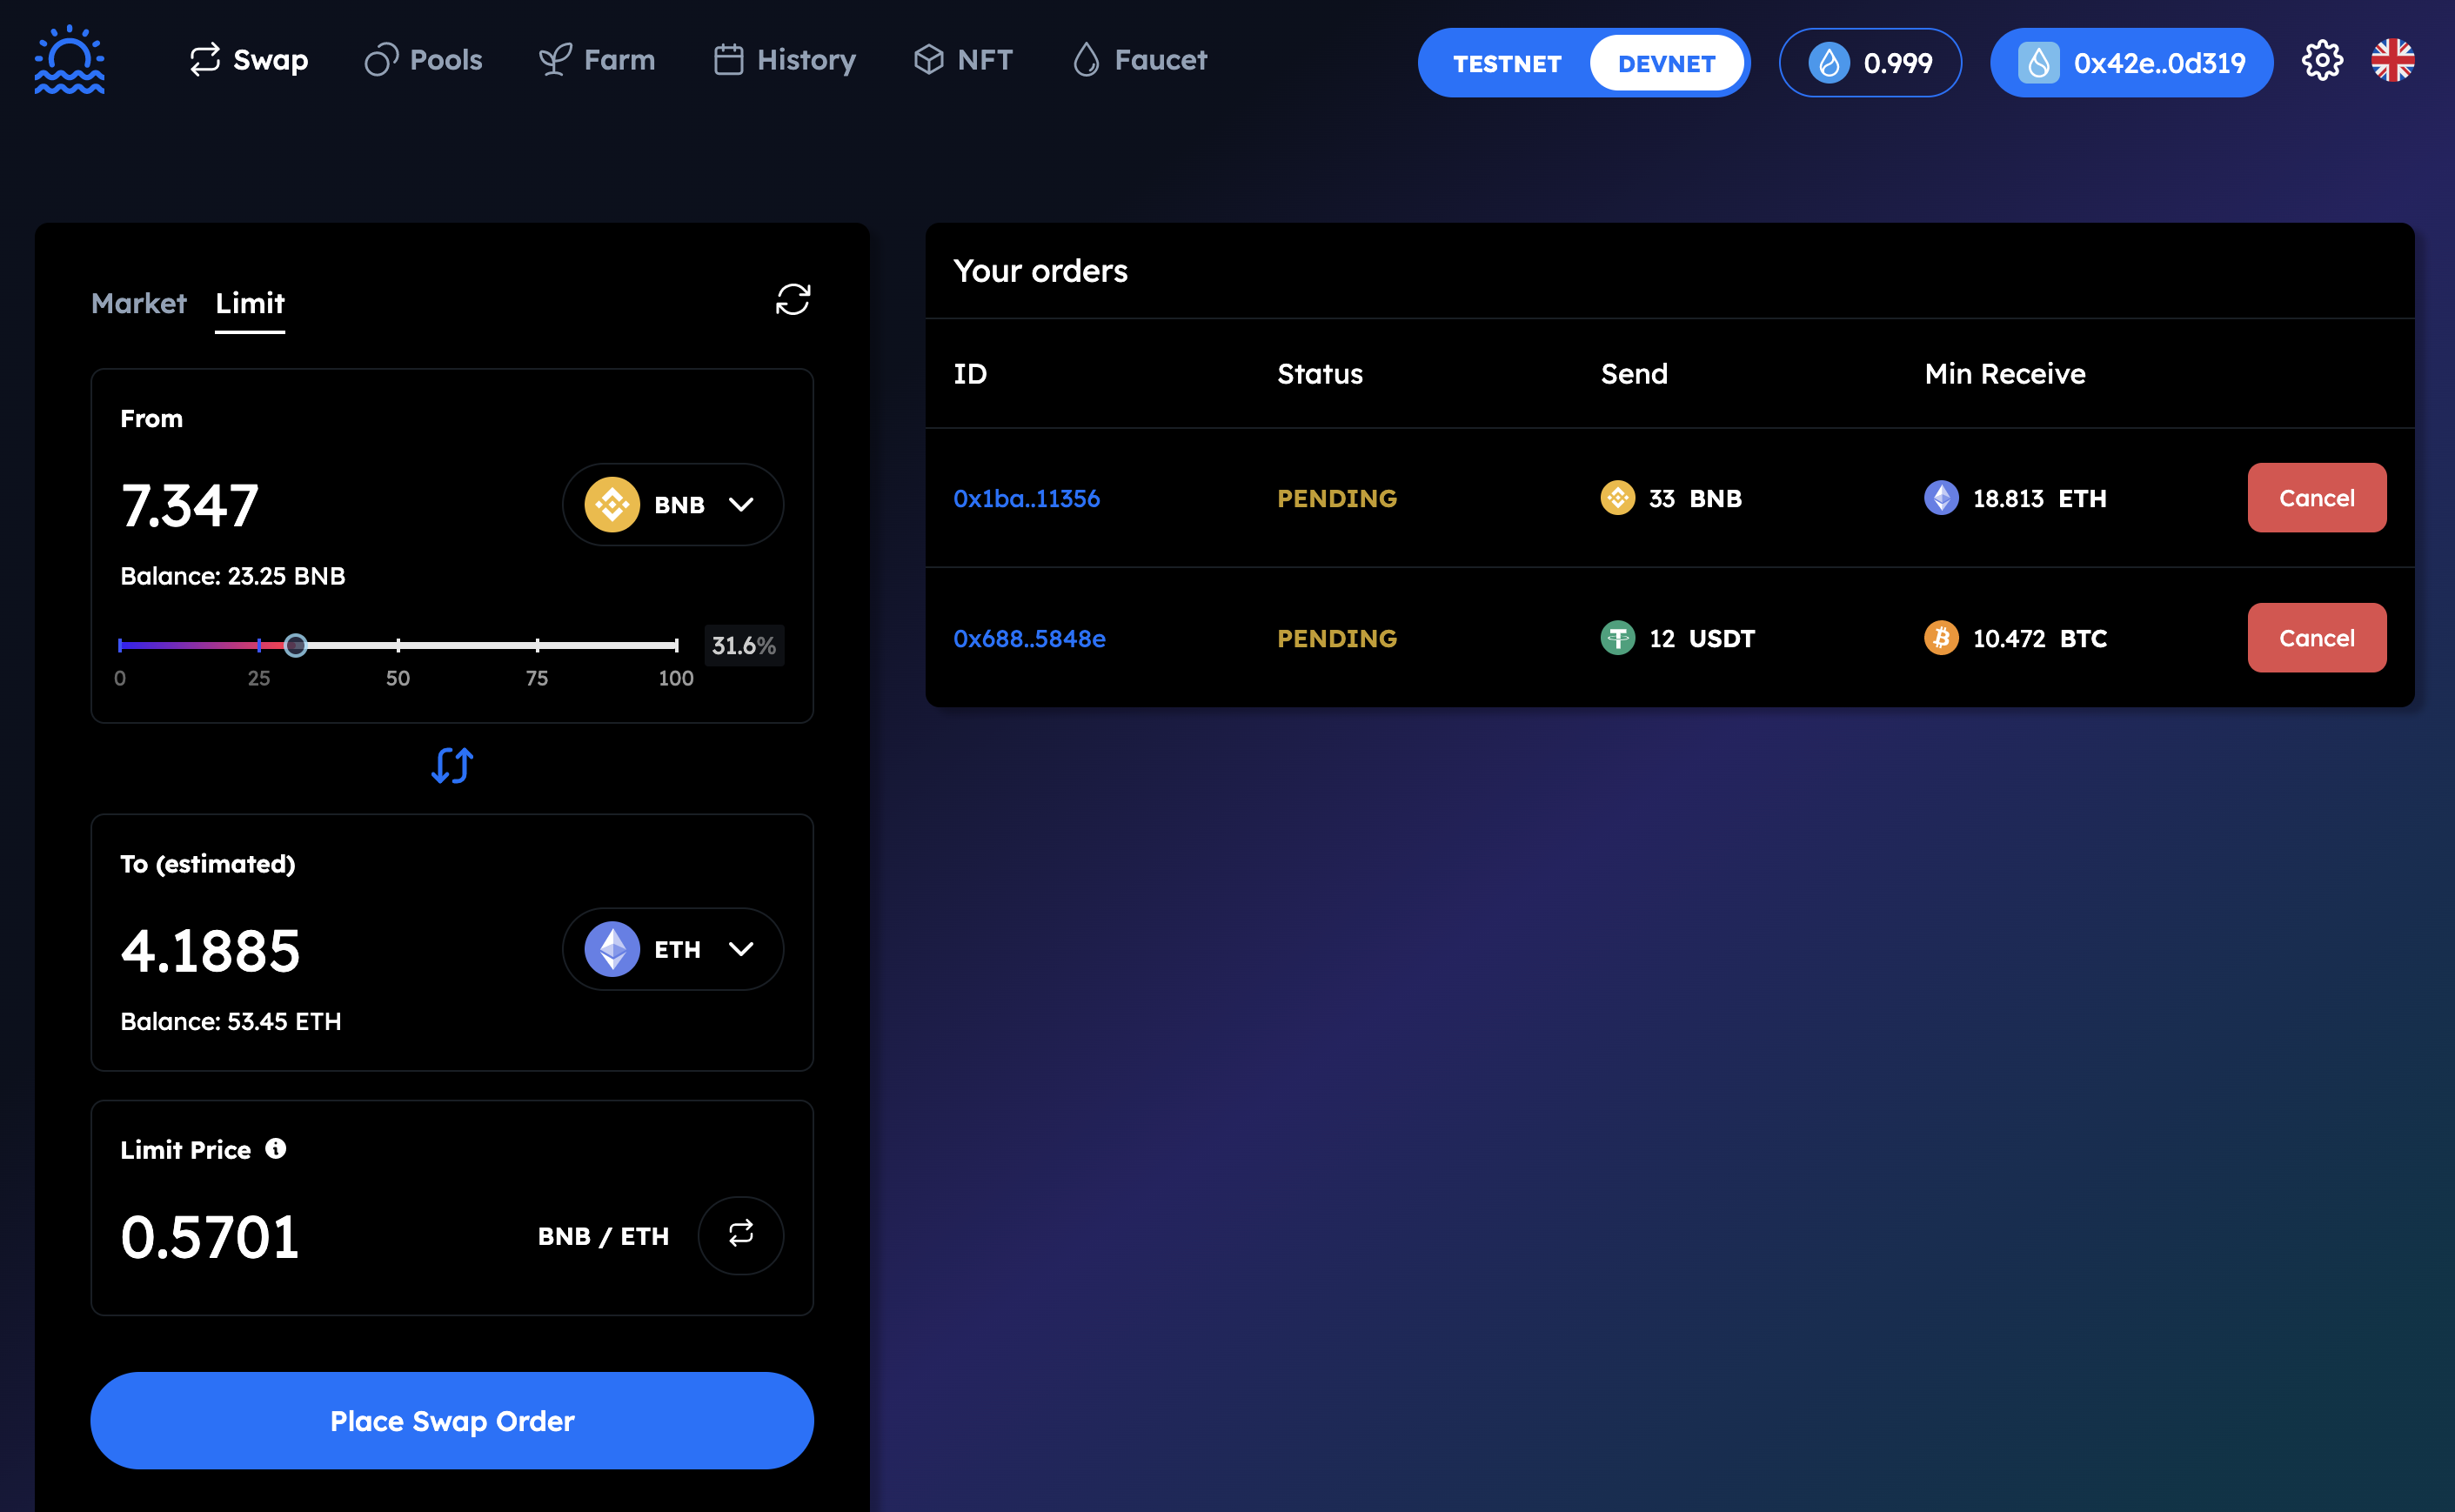 Swap Pools Farm History NFT Faucet TESTNET DEVNET 0.999 0x42e..0d319
Market Limit
From
7.347 BNB
Balance: 23.25 BNB
31.6%
0 25 50 75 100
To (estimated)
4.1885 ETH
Balance: 53.45 ETH
Limit Price
0.5701 BNB / ETH
Place Swap Order
Your orders
ID Status Send Min Receive
0x1ba..11356 PENDING 33 BNB 18.813 ETH Cancel
0x688..5848e PENDING 12 USDT 10.472 BTC Cancel